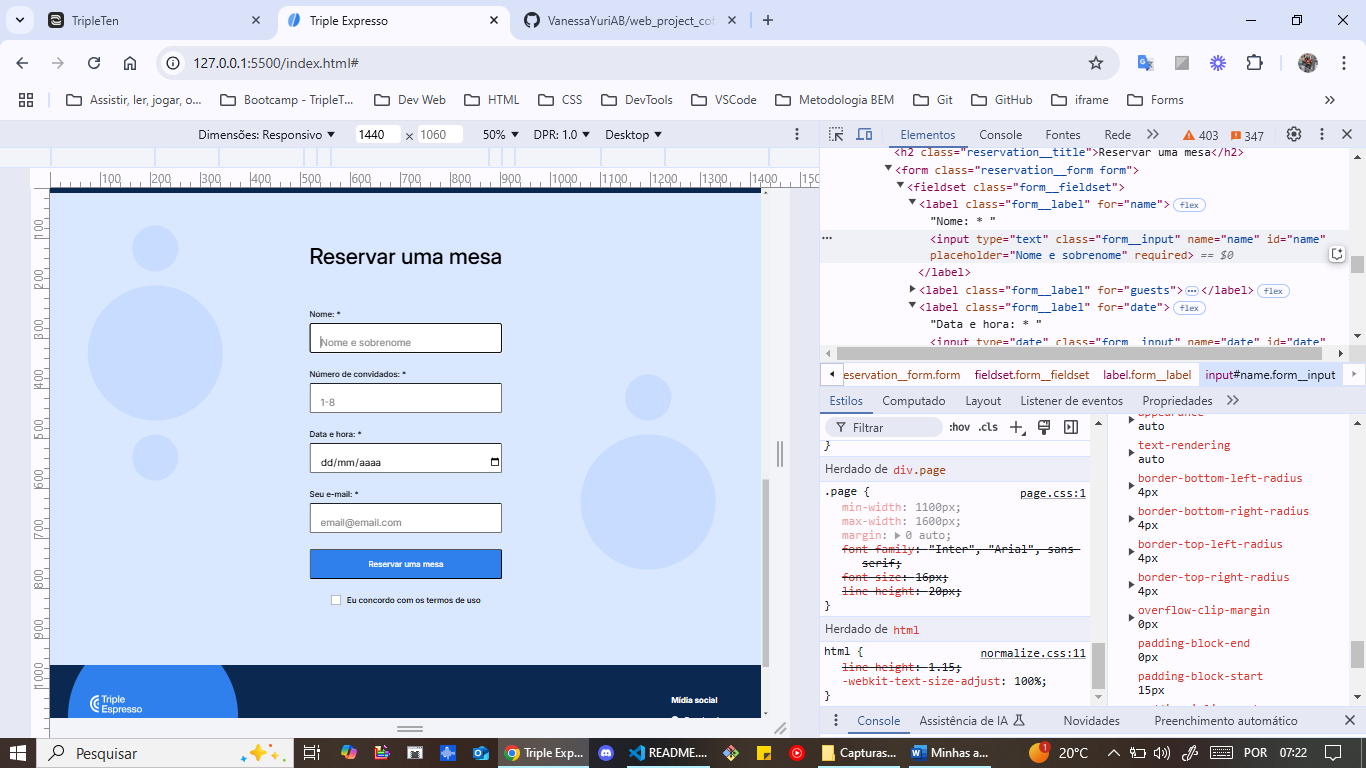 TripleTen
Triple Expresso
VanessaYuriAB/web_project_cof
127.0.0.1:5500/index.html#
Assistir, ler, jogar, o...
Bootcamp - TripleT...
Dev Web
HTML
CSS
DevTools
VSCode
Metodologia BEM
Git
GitHub
iframe
Forms
Dimensões: Responsivo
1440
×
1060
50%
DPR: 1.0
Desktop
Elementos
Console
Fontes
Rede
403
347
100 200 300 400 500 600 700 800 900 1000 1100 1200 1300 1400
100
200
300
400
500
600
700
800
900
1000
Reservar uma mesa
Nome: *
Nome e sobrenome
Número de convidados: *
1-8
Data e hora: *
dd/mm/aaaa
Seu e-mail: *
email@email.com
Reservar uma mesa
Eu concordo com os termos de uso
Triple
Espresso
Mídia social
<h2 class="reservation__title">Reservar uma mesa</h2>
<form class="reservation__form form">
<fieldset class="form__fieldset">
<label class="form__label" for="name"> flex
"Nome: * "
<input type="text" class="form__input" name="name" id="name"
placeholder="Nome e sobrenome" required> == $0
</label>
<label class="form__label" for="guests"> ⋯ </label> flex
<label class="form__label" for="date"> flex
"Data e hora: * "
<input type="date" class="form__input" name="date" id="date"
eservation__form.form
fieldset.form__fieldset
label.form__label
input#name.form__input
Estilos
Computado
Layout
Listener de eventos
Propriedades
Filtrar
:hov
.cls
}
Herdado de div.page
.page {
page.css:1
min-width: 1100px;
max-width: 1600px;
margin: 0 auto;
font-family: "Inter", "Arial", sans-
serif;
font-size: 16px;
line-height: 20px;
}
Herdado de html
html {
normalize.css:11
line-height: 1.15;
-webkit-text-size-adjust: 100%;
}
appearance
auto
text-rendering
auto
border-bottom-left-radius
4px
border-bottom-right-radius
4px
border-top-left-radius
4px
border-top-right-radius
4px
overflow-clip-margin
0px
padding-block-end
0px
padding-block-start
15px
Console
Assistência de IA
Novidades
Preenchimento automático
Pesquisar
Triple Exp...
README....
Capturas...
Minhas a...
1
20°C
POR
07:22